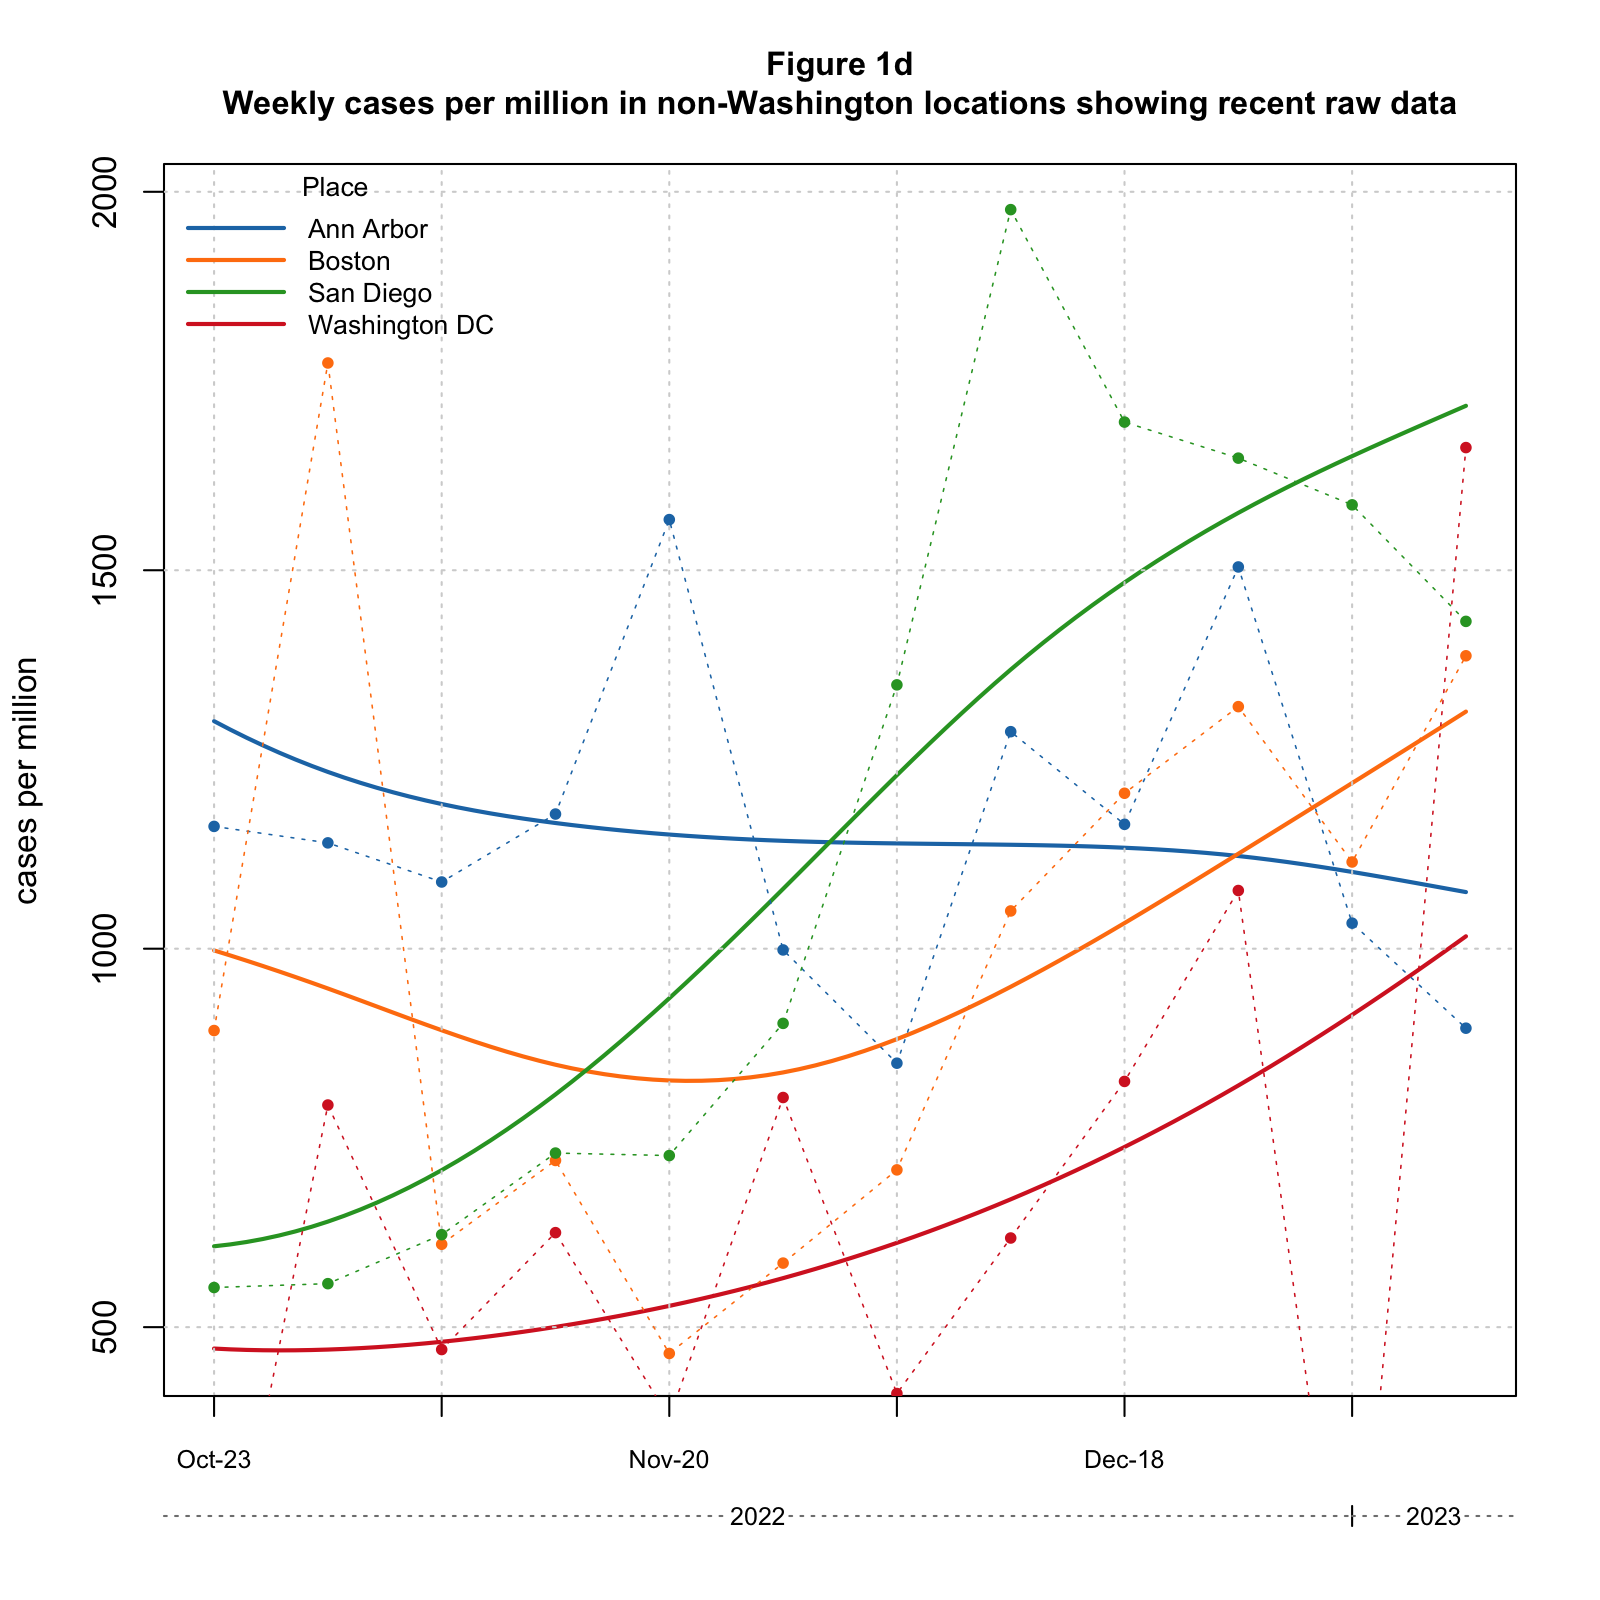 Figure 1d
Weekly cases per million in non-Washington locations showing recent raw data
Place
Ann Arbor
Boston
San Diego
Washington DC
cases per million
2000
1500
1000
500
Oct-23 Nov-20 Dec-18
2022 2023